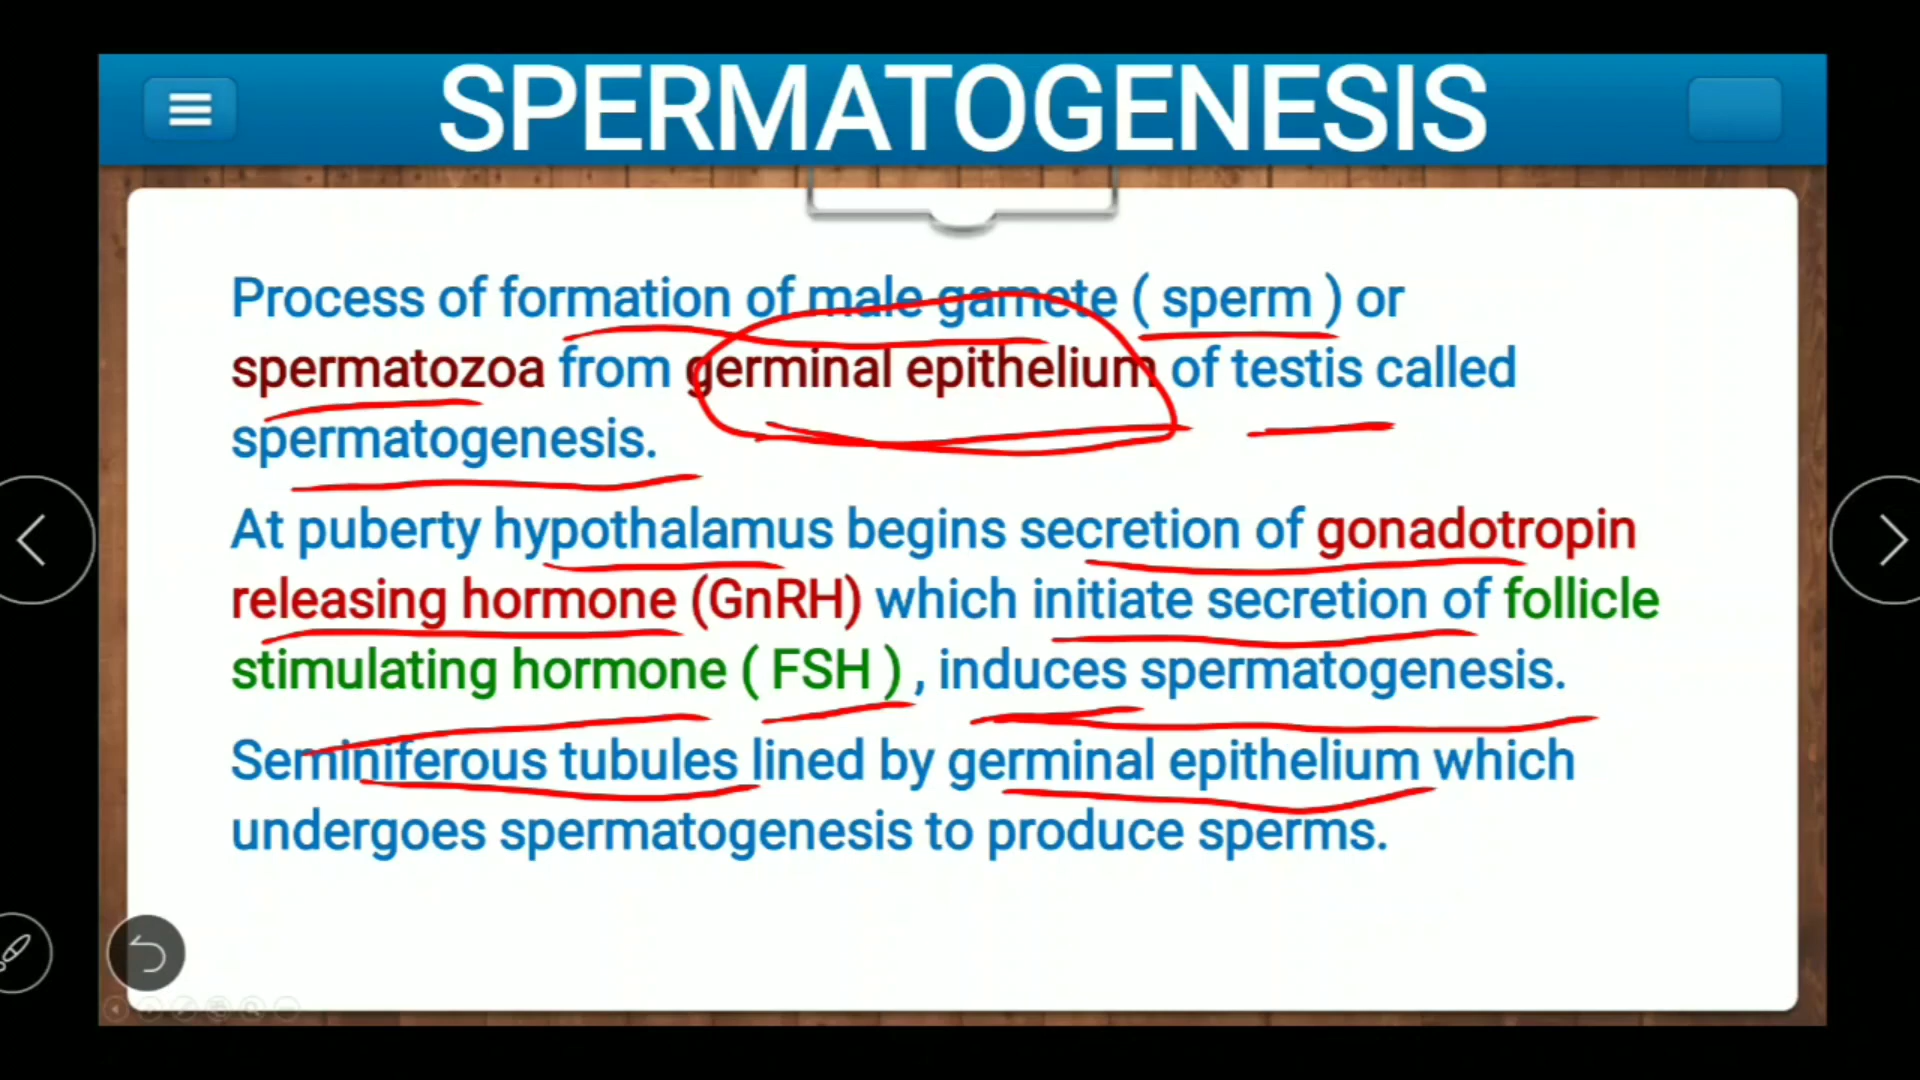 SPERMATOGENESIS
Process of formation of male gamete ( sperm ) or
spermatozoa from germinal epithelium of testis called
spermatogenesis.
At puberty hypothalamus begins secretion of gonadotropin
releasing hormone (GnRH) which initiate secretion of follicle
stimulating hormone ( FSH ) , induces spermatogenesis.
Seminiferous tubules lined by germinal epithelium which
undergoes spermatogenesis to produce sperms.